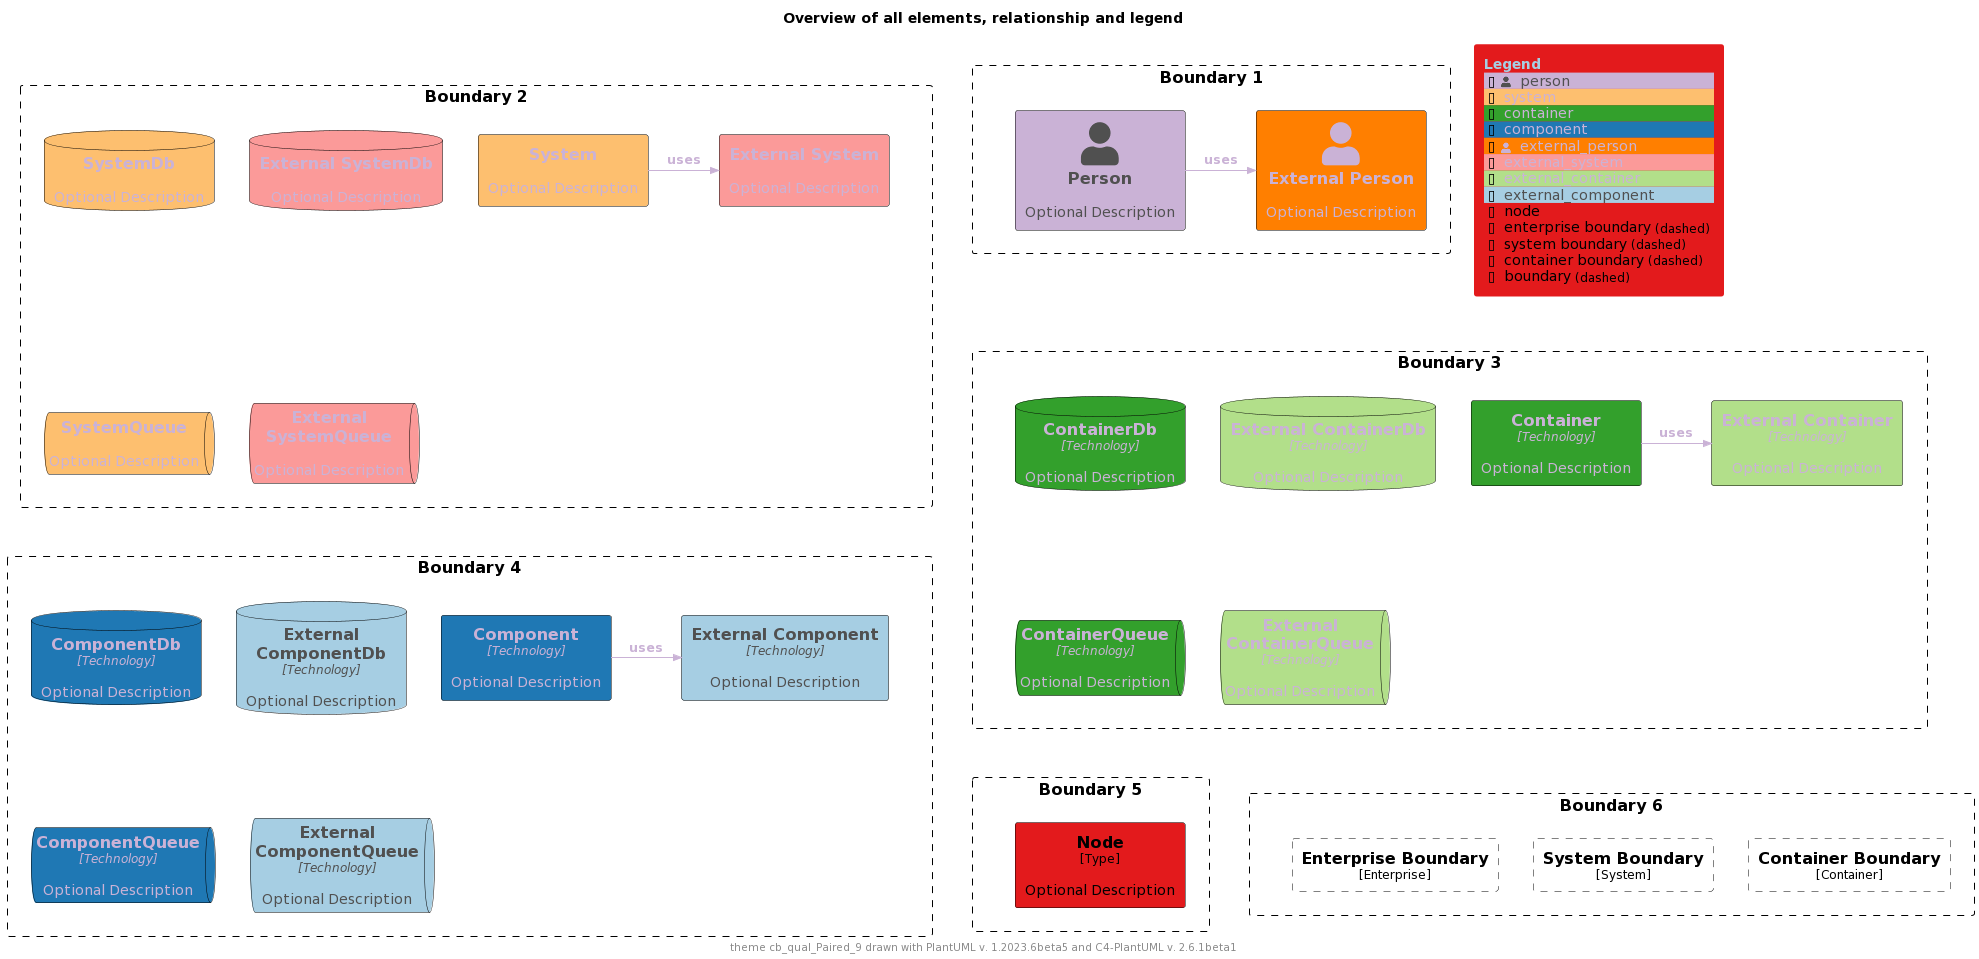 Overview of all elements, relationship and legend
Boundary 2
SystemDb
Optional Description
External SystemDb
Optional Description
System
Optional Description
uses
External System
Optional Description
SystemQueue
Optional Description
External
SystemQueue
Optional Description
Boundary 1
Person
Optional Description
uses
External Person
Optional Description
Legend
person
system
container
component
external_person
external_system
external_container
external_component
node
enterprise boundary (dashed)
system boundary (dashed)
container boundary (dashed)
boundary (dashed)
Boundary 3
ContainerDb
[Technology]
Optional Description
External ContainerDb
[Technology]
Optional Description
Container
[Technology]
Optional Description
uses
External Container
[Technology]
Optional Description
ContainerQueue
[Technology]
Optional Description
External
ContainerQueue
[Technology]
Optional Description
Boundary 4
ComponentDb
[Technology]
Optional Description
External
ComponentDb
[Technology]
Optional Description
Component
[Technology]
Optional Description
uses
External Component
[Technology]
Optional Description
ComponentQueue
[Technology]
Optional Description
External
ComponentQueue
[Technology]
Optional Description
Boundary 5
Node
[Type]
Optional Description
Boundary 6
Enterprise Boundary
[Enterprise]
System Boundary
[System]
Container Boundary
[Container]
theme cb_qual_Paired_9 drawn with PlantUML v. 1.2023.6beta5 and C4-PlantUML v. 2.6.1beta1